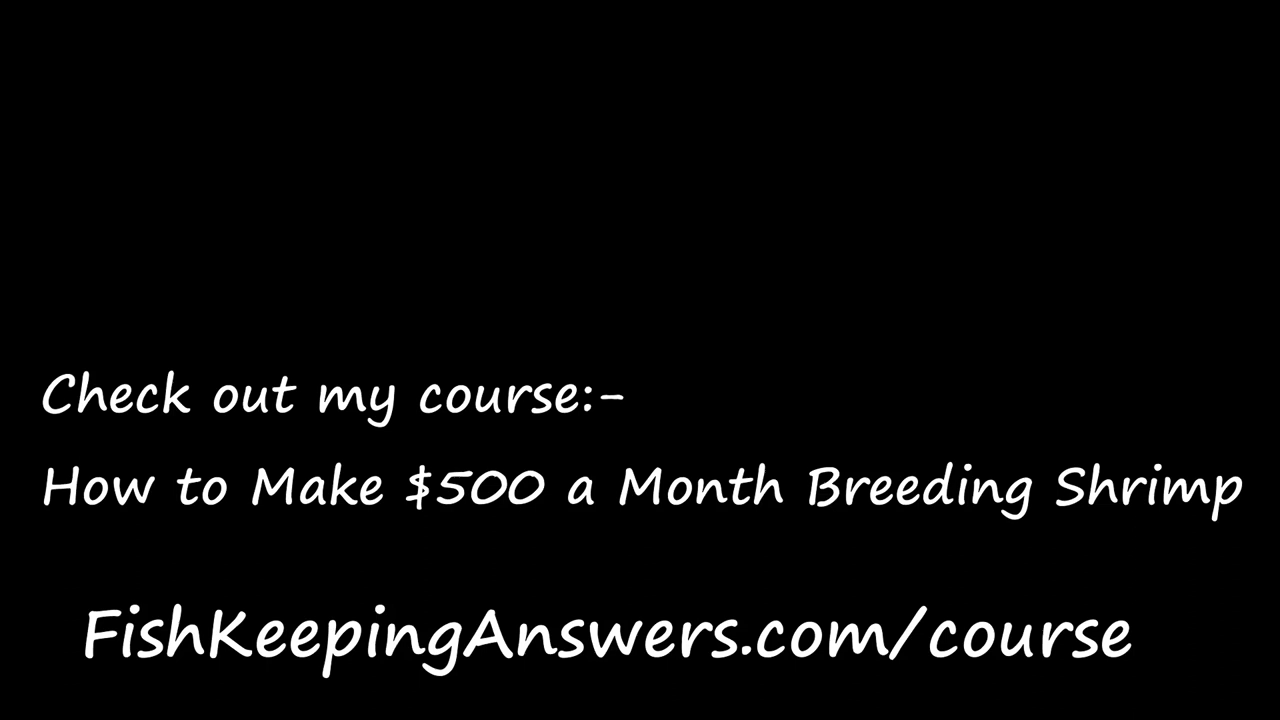 Check out my course:-
How to Make $500 a Month Breeding Shrimp
FishKeepingAnswers.com/course